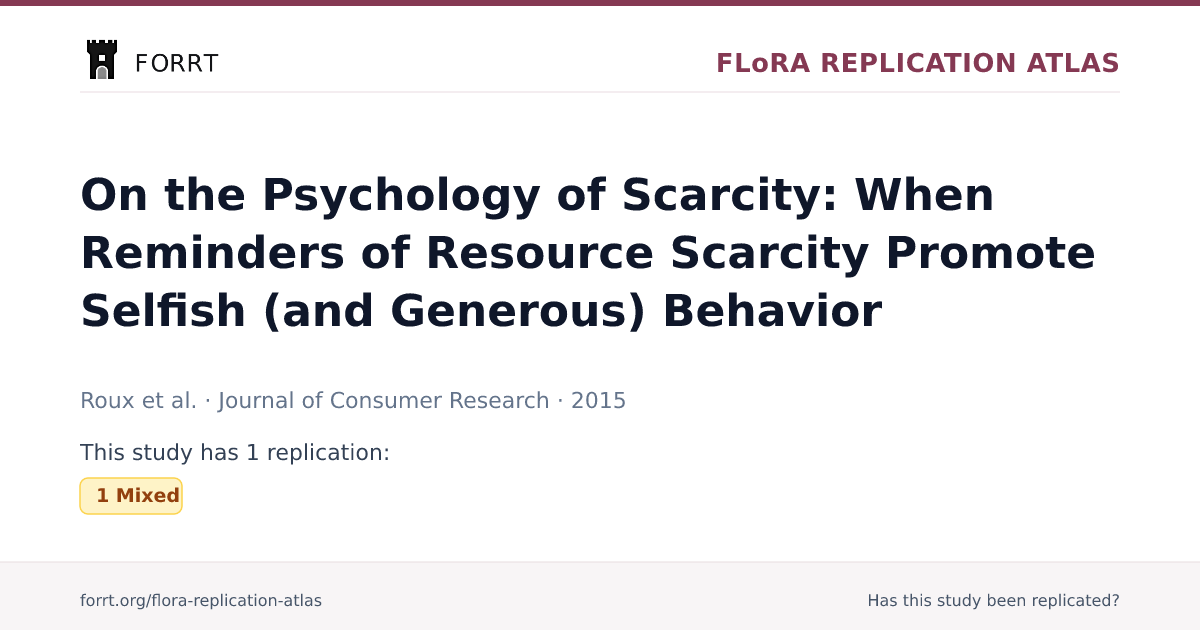 FORRT
FLoRA REPLICATION ATLAS
On the Psychology of Scarcity: When
Reminders of Resource Scarcity Promote
Selfish (and Generous) Behavior
Roux et al. · Journal of Consumer Research · 2015
This study has 1 replication:
1 Mixed
forrt.org/flora-replication-atlas
Has this study been replicated?